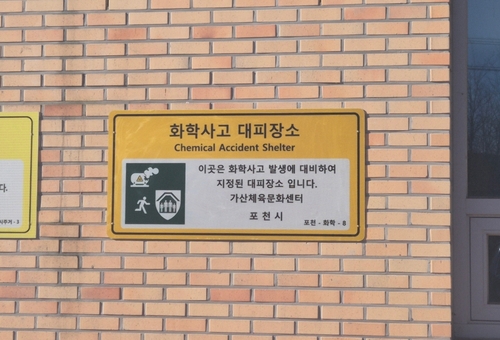 화학사고 대피장소
Chemical Accident Shelter
이곳은 화학사고 발생에 대비하여
지정된 대피장소 입니다.
가산체육문화센터
포천시
포천 - 화학 - 8
다.